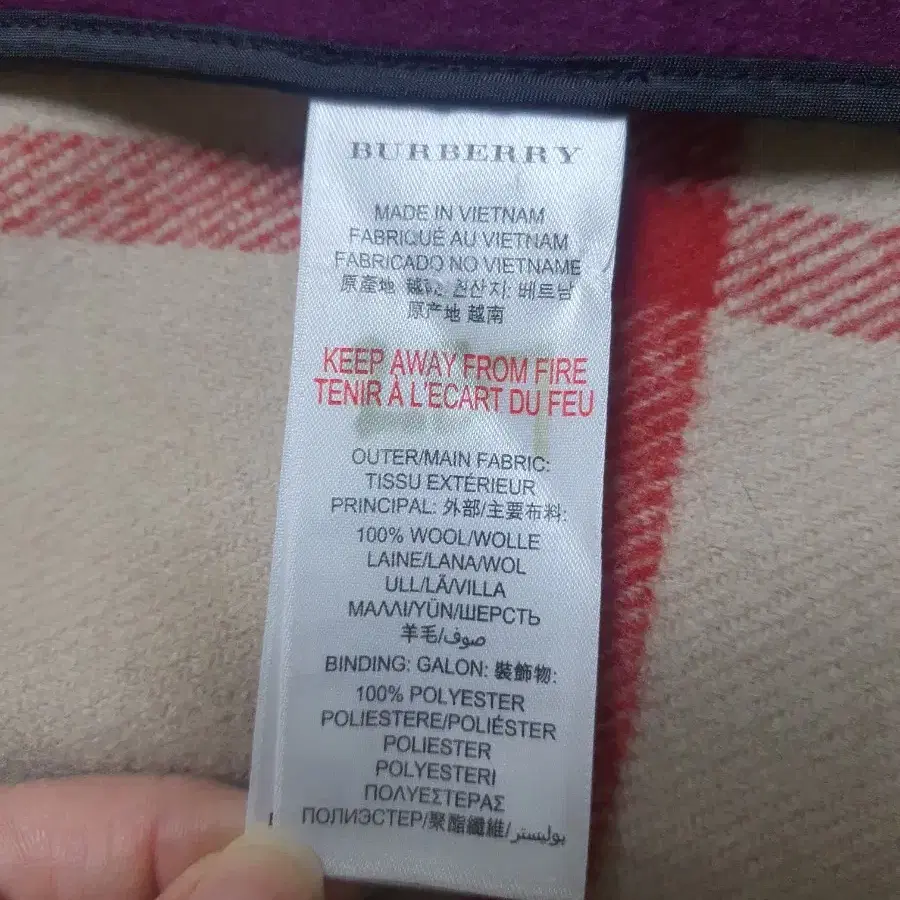 BURBERRY
MADE IN VIETNAM
FABRIQUÉ AU VIETNAM
FABRICADO NO VIETNAME
原產地 越南 원산지: 베트남
原产地 越南
KEEP AWAY FROM FIRE
TENIR À L'ECART DU FEU
OUTER/MAIN FABRIC:
TISSU EXTÉRIEUR
PRINCIPAL: 外部/主要布料:
100% WOOL/WOLLE
LAINE/LANA/WOL
ULL/LÃ/VILLA
ΜΑΛΛΙ/YÜN/ШЕРСТЬ
羊毛/صوف
BINDING: GALON: 裝飾物:
100% POLYESTER
POLIESTERE/POLIÉSTER
POLIESTER
POLYESTERI
ΠΟΛΥΕΣΤΕΡΑΣ
ПОЛИЭСТЕР/聚酯纖維/بوليستر